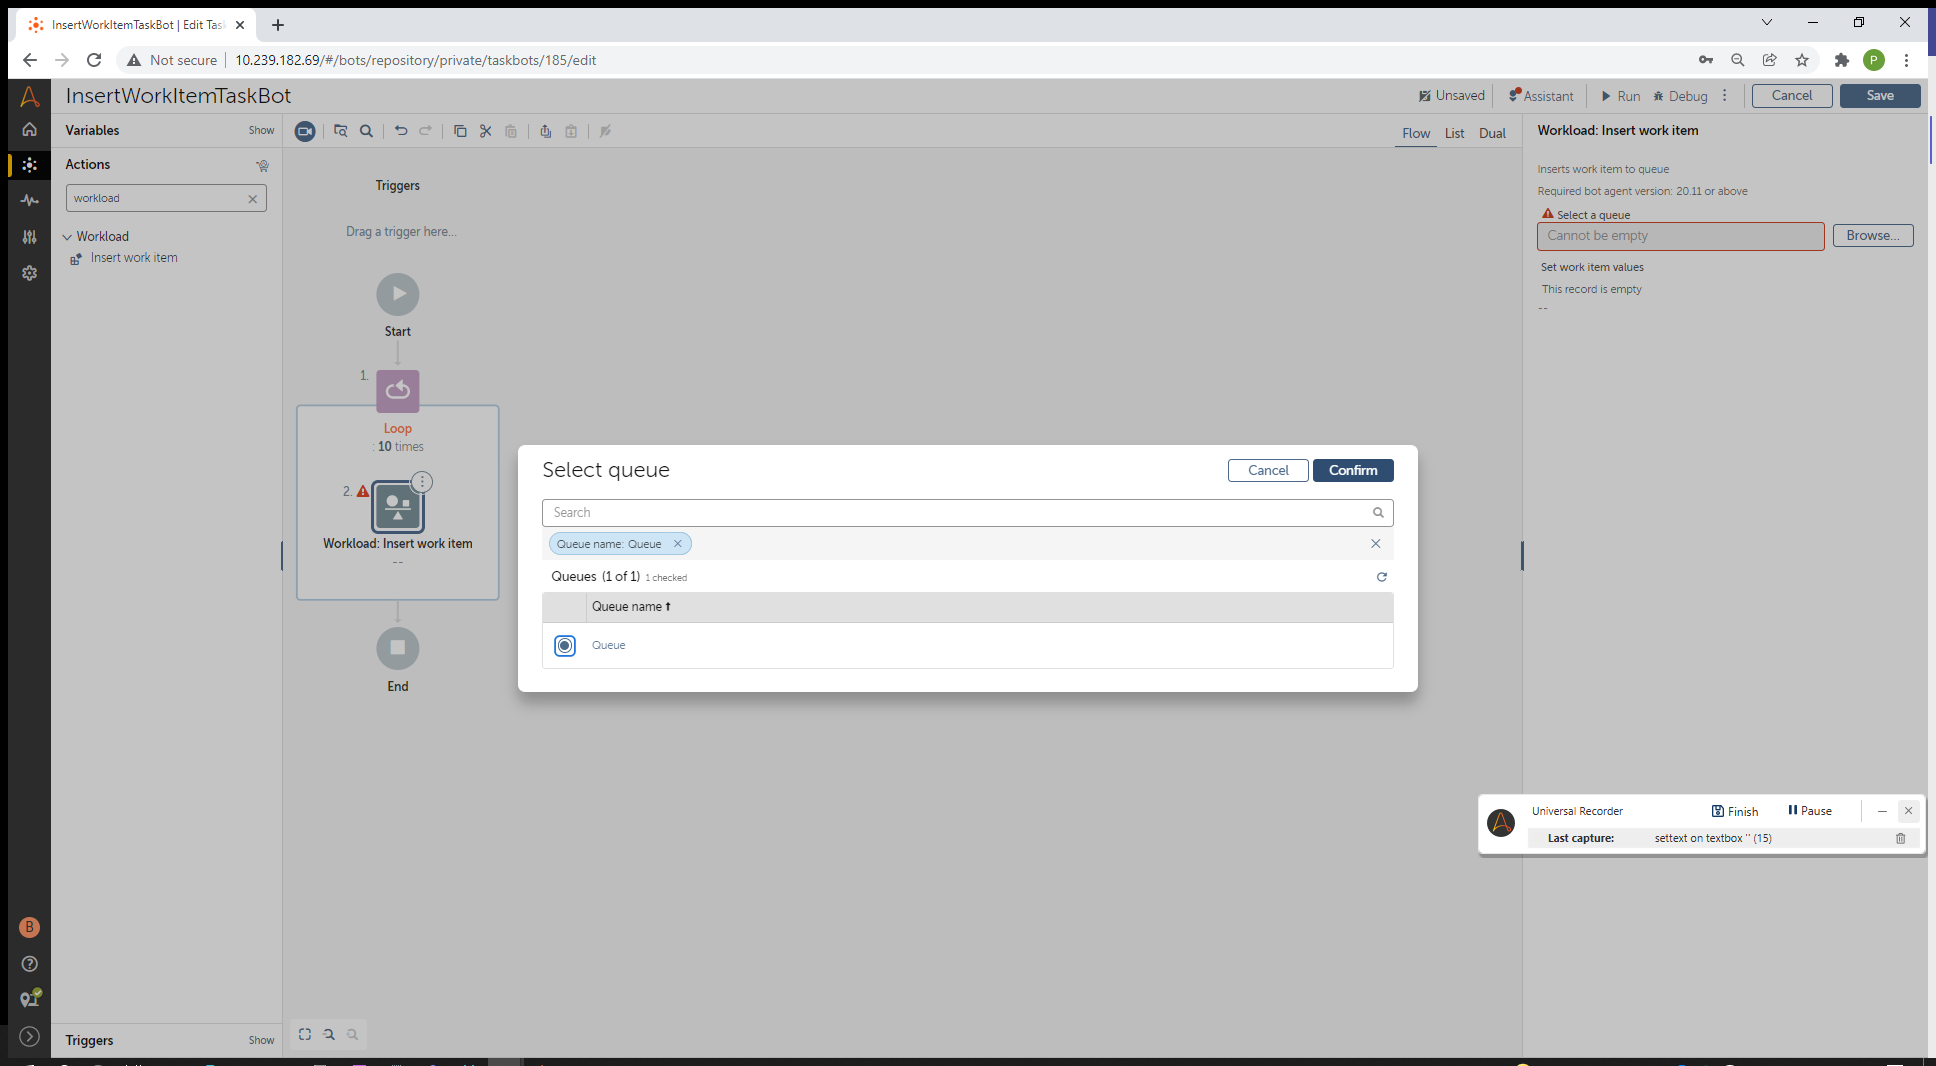 InsertWorkItemTaskBot | Edit Tas
Not secure
10.239.182.69/#/bots/repository/private/taskbots/185/edit
P
InsertWorkItemTaskBot
Unsaved
Assistant
Run
Debug
Cancel
Save
Variables
Show
Flow
List
Dual
Workload: Insert work item
Actions
workload
Inserts work item to queue
Required bot agent version: 20.11 or above
Select a queue
Cannot be empty
Browse...
Set work item values
This record is empty
--
Workload
Insert work item
Triggers
Drag a trigger here...
Start
1.
Loop
: 10 times
2.
Workload: Insert work item
--
End
Select queue
Cancel
Confirm
Search
Queue name: Queue
Queues (1 of 1) 1 checked
Queue name
Queue
Universal Recorder
Finish
Pause
Last capture:
settext on textbox '' (15)
B
Triggers
Show